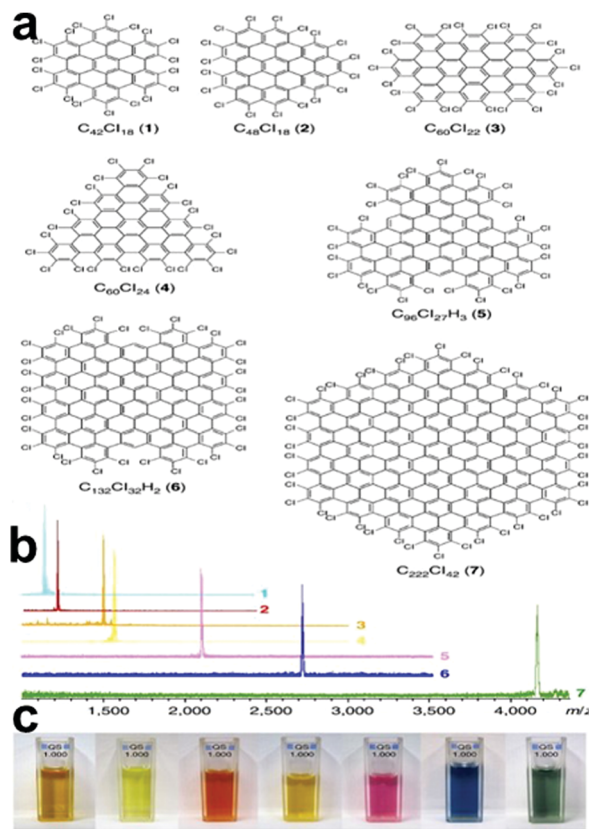 a
C₄₂Cl₁₈ (1)
C₄₈Cl₁₈ (2)
C₆₀Cl₂₂ (3)
C₆₀Cl₂₄ (4)
C₉₆Cl₂₇H₃ (5)
C₁₃₂Cl₃₂H₂ (6)
C₂₂₂Cl₄₂ (7)
b
1
2
3
4
5
6
7
1,500 2,000 2,500 3,000 3,500 4,000 m/z
c
QS QS QS QS QS QS QS
1.000 1.000 1.000 1.000 1.000 1.000 1.000